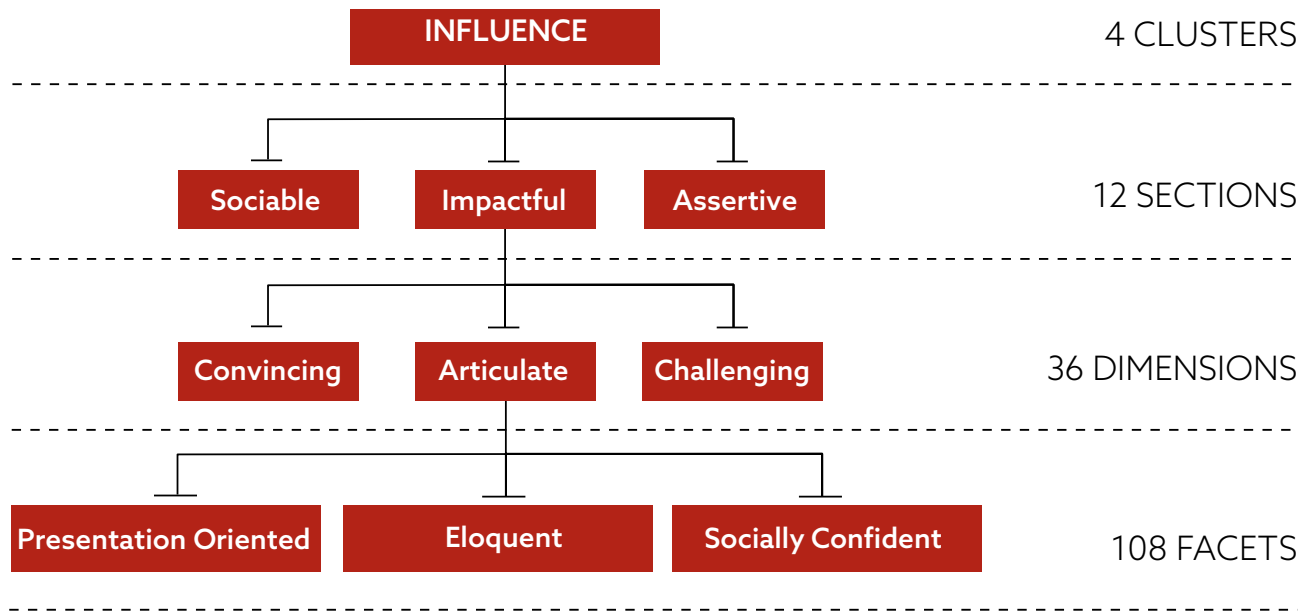 INFLUENCE
4 CLUSTERS
Sociable
Impactful
Assertive
12 SECTIONS
Convincing
Articulate
Challenging
36 DIMENSIONS
Presentation Oriented
Eloquent
Socially Confident
108 FACETS